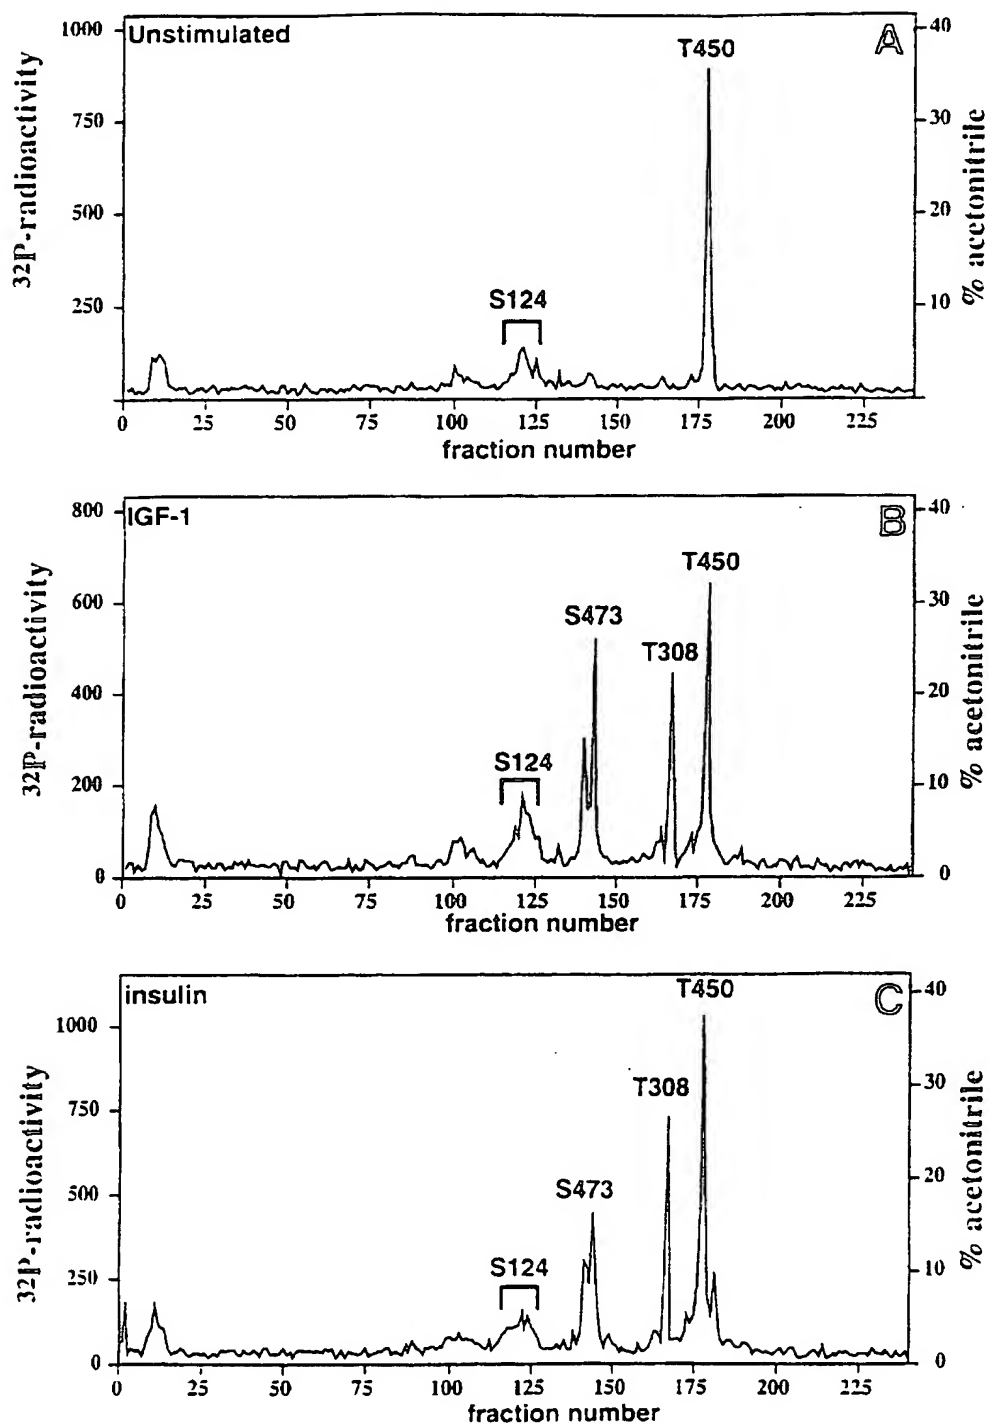 Unstimulated
A
T450
S124
1000
750
500
250
40
30
20
10
32P-radioactivity
% acetonitrile
0 25 50 75 100 125 150 175 200 225
fraction number
IGF-1
B
T450
S473
T308
S124
800
600
400
200
0
40
30
20
10
0
32P-radioactivity
% acetonitrile
0 25 50 75 100 125 150 175 200 225
fraction number
insulin
C
T450
T308
S473
S124
1000
750
500
250
0
40
30
20
10
0
32P-radioactivity
% acetonitrile
0 25 50 75 100 125 150 175 200 225
fraction number